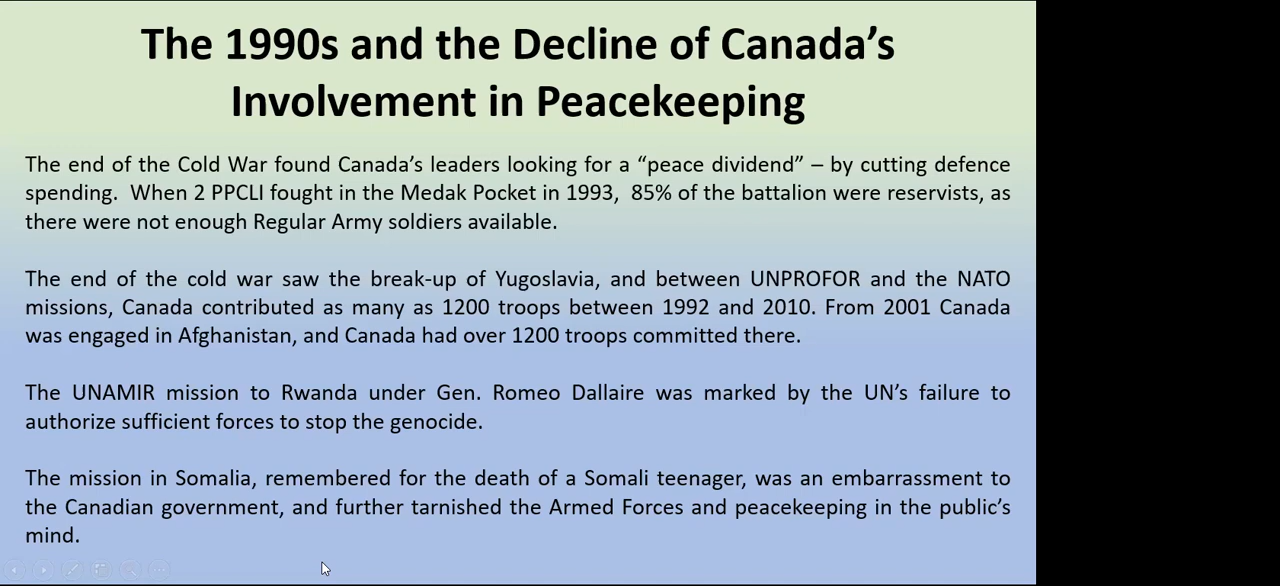 The 1990s and the Decline of Canada’s
Involvement in Peacekeeping
The end of the Cold War found Canada’s leaders looking for a “peace dividend” – by cutting defence
spending.  When 2 PPCLI fought in the Medak Pocket in 1993,  85% of the battalion were reservists, as
there were not enough Regular Army soldiers available.
The end of the cold war saw the break-up of Yugoslavia, and between UNPROFOR and the NATO
missions, Canada contributed as many as 1200 troops between 1992 and 2010. From 2001 Canada
was engaged in Afghanistan, and Canada had over 1200 troops committed there.
The UNAMIR mission to Rwanda under Gen. Romeo Dallaire was marked by the UN’s failure to
authorize sufficient forces to stop the genocide.
The mission in Somalia, remembered for the death of a Somali teenager, was an embarrassment to
the Canadian government, and further tarnished the Armed Forces and peacekeeping in the public’s
mind.